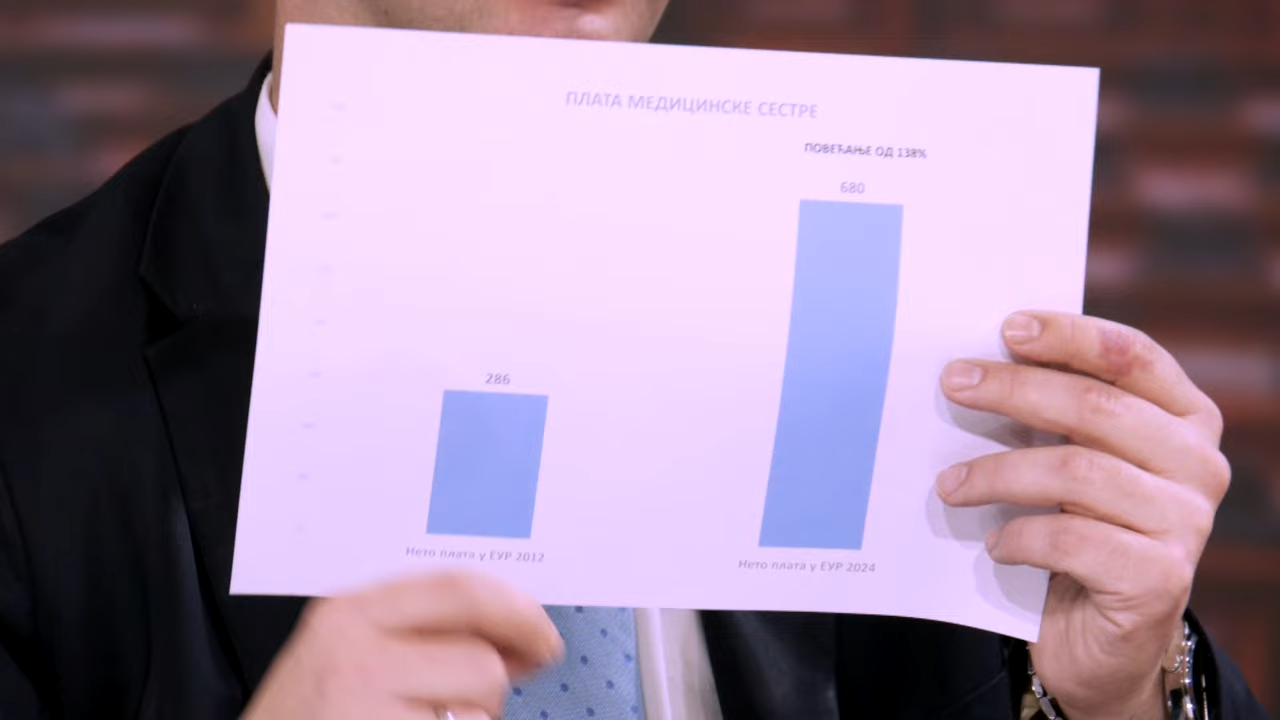 ПЛАТА МЕДИЦИНСКЕ СЕСТРЕ
ПОВЕЋАЊЕ ОД 138%
680
286
Нето плата у ЕУР 2012
Нето плата у ЕУР 2024